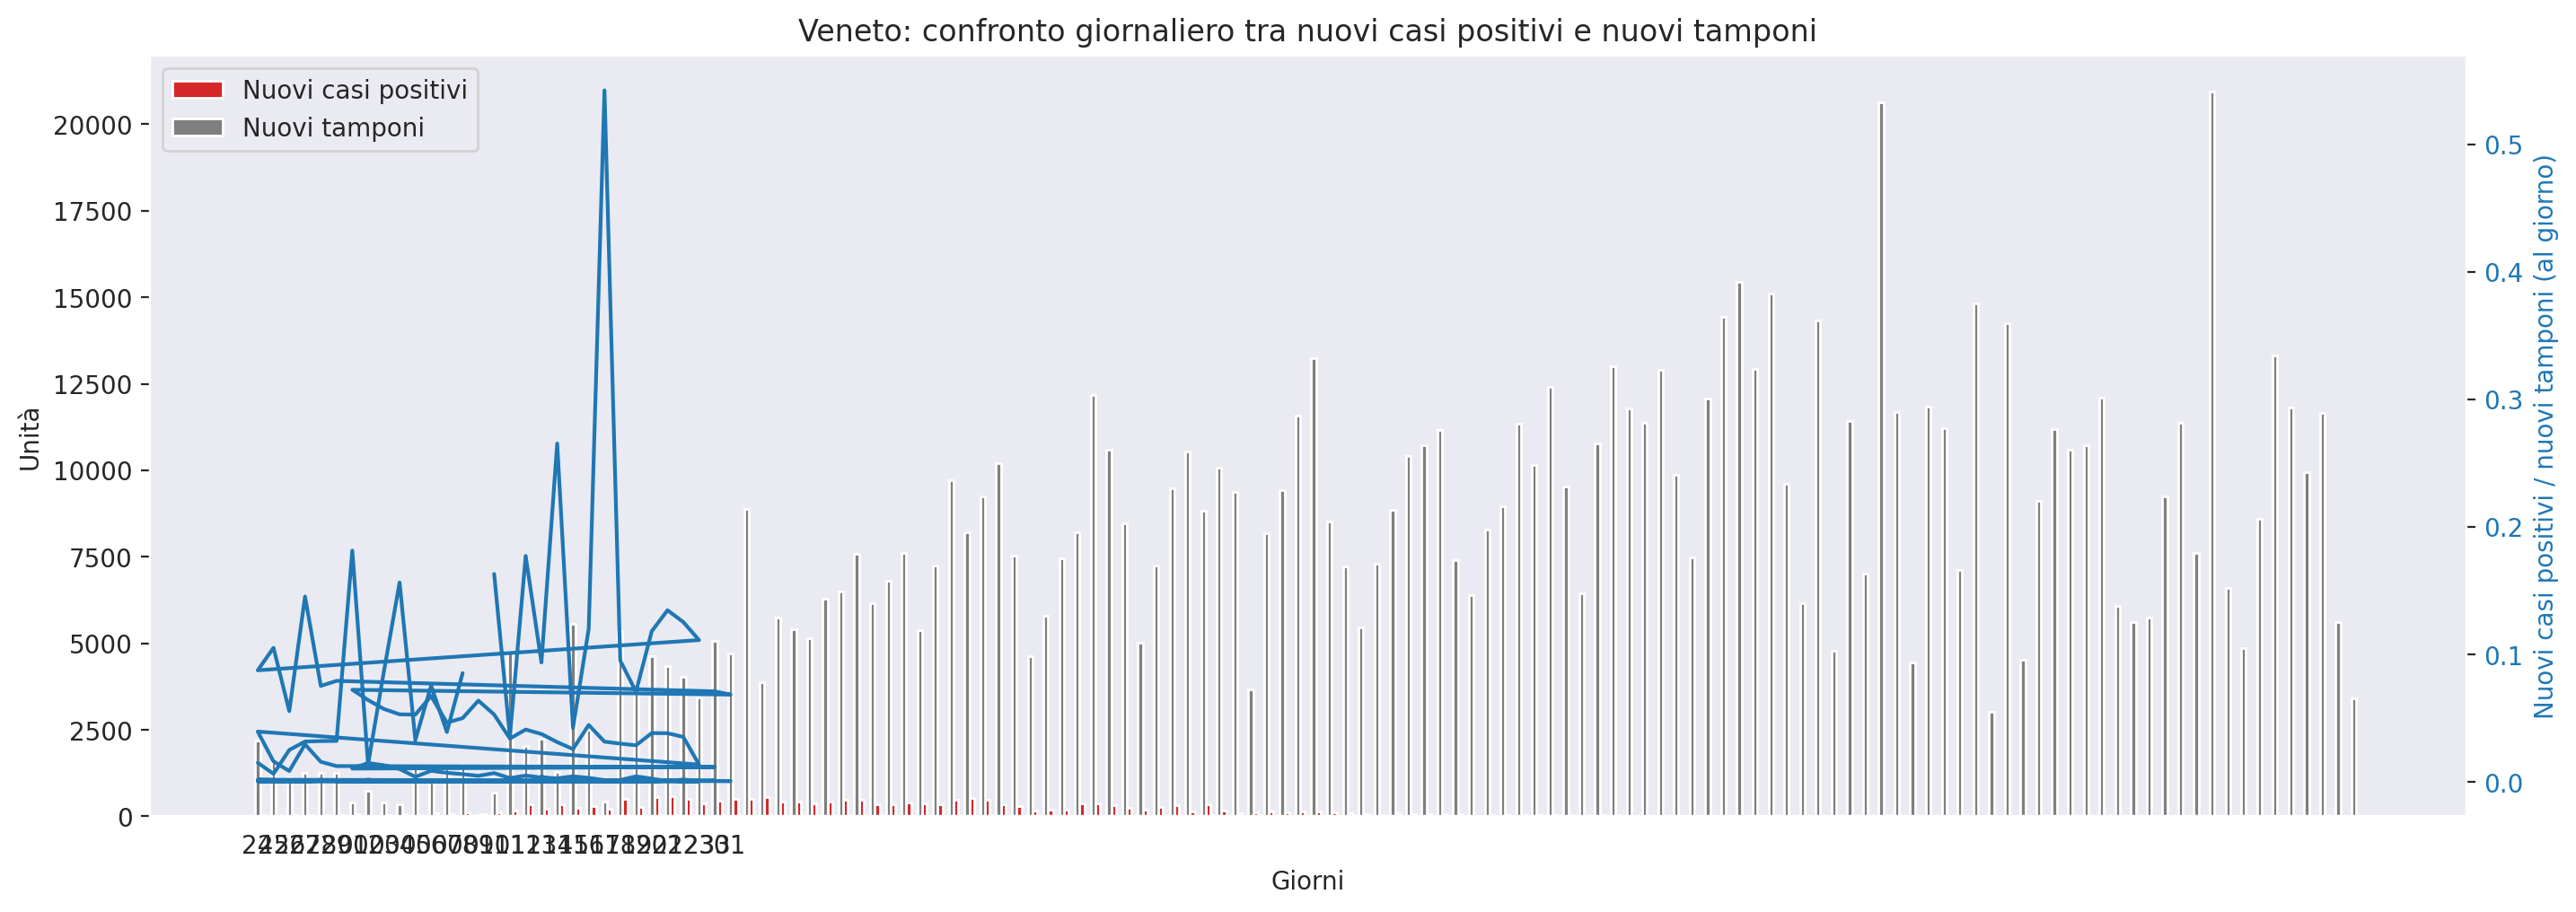 Veneto: confronto giornaliero tra nuovi casi positivi e nuovi tamponi
Nuovi casi positivi
Nuovi tamponi
20000
17500
15000
12500
10000
7500
5000
2500
0
Unità
0.5
0.4
0.3
0.2
0.1
0.0
Nuovi casi positivi / nuovi tamponi (al giorno)
Giorni